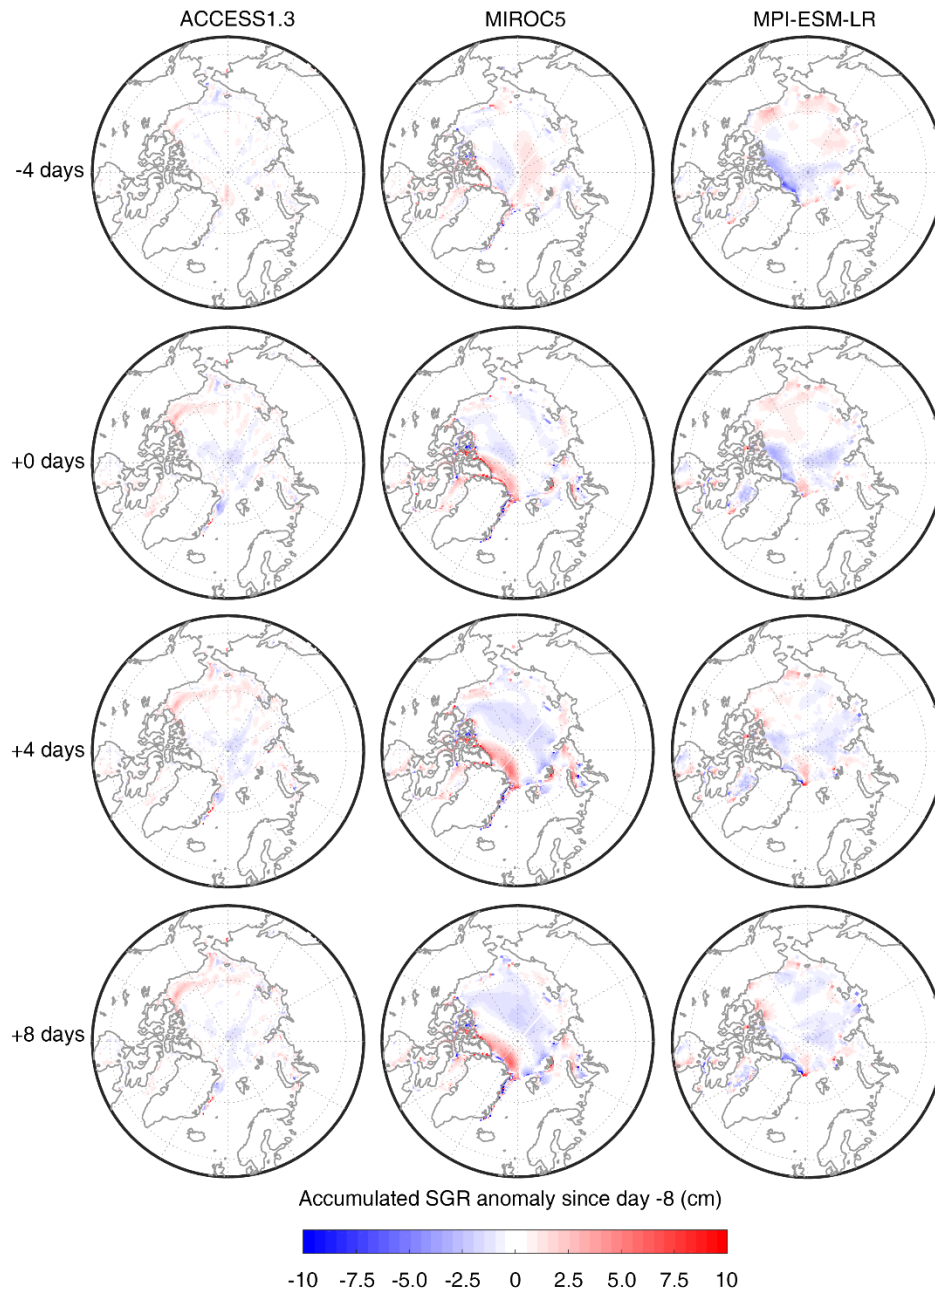 ACCESS1.3 MIROC5 MPI-ESM-LR
-4 days
+0 days
+4 days
+8 days
Accumulated SGR anomaly since day -8 (cm)
-10 -7.5 -5.0 -2.5 0 2.5 5.0 7.5 10